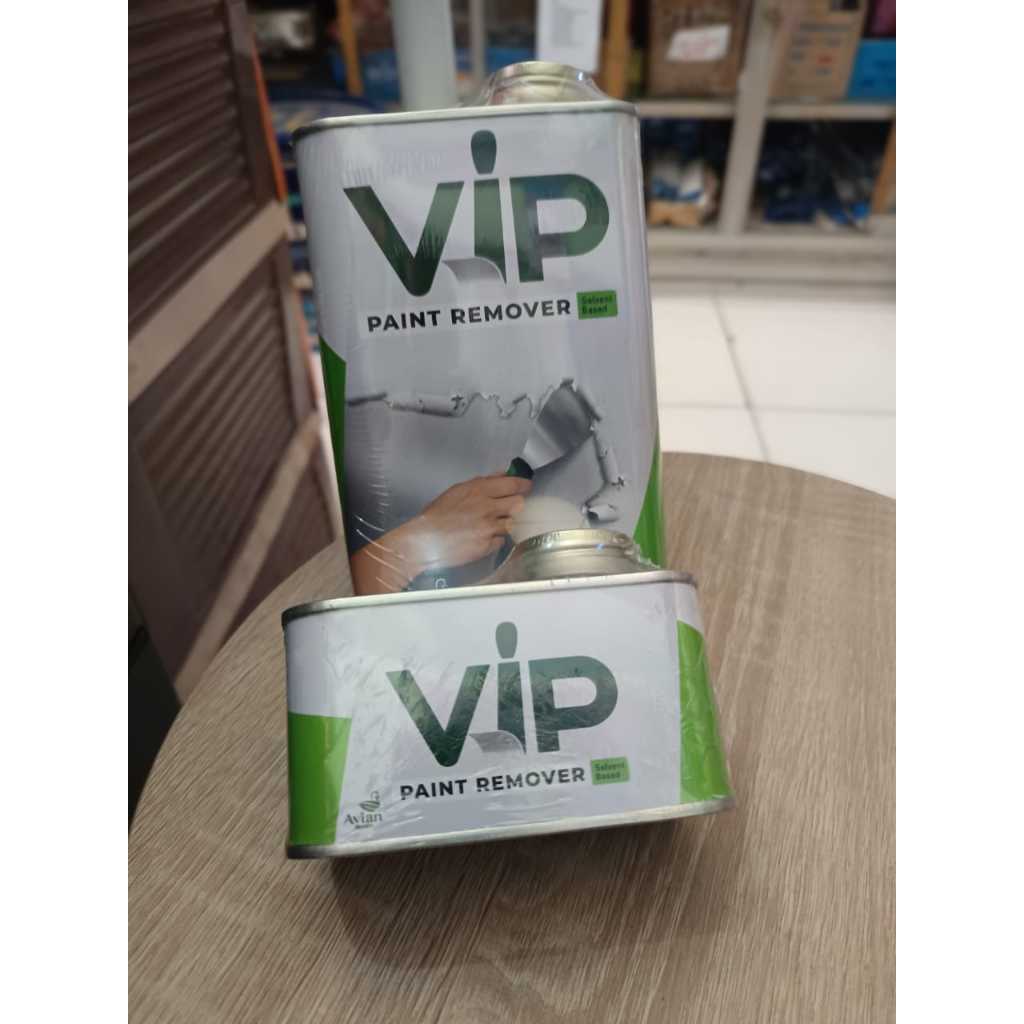 VIP
PAINT REMOVER
Solvent
Based
VIP
PAINT REMOVER
Solvent
Based
Avian